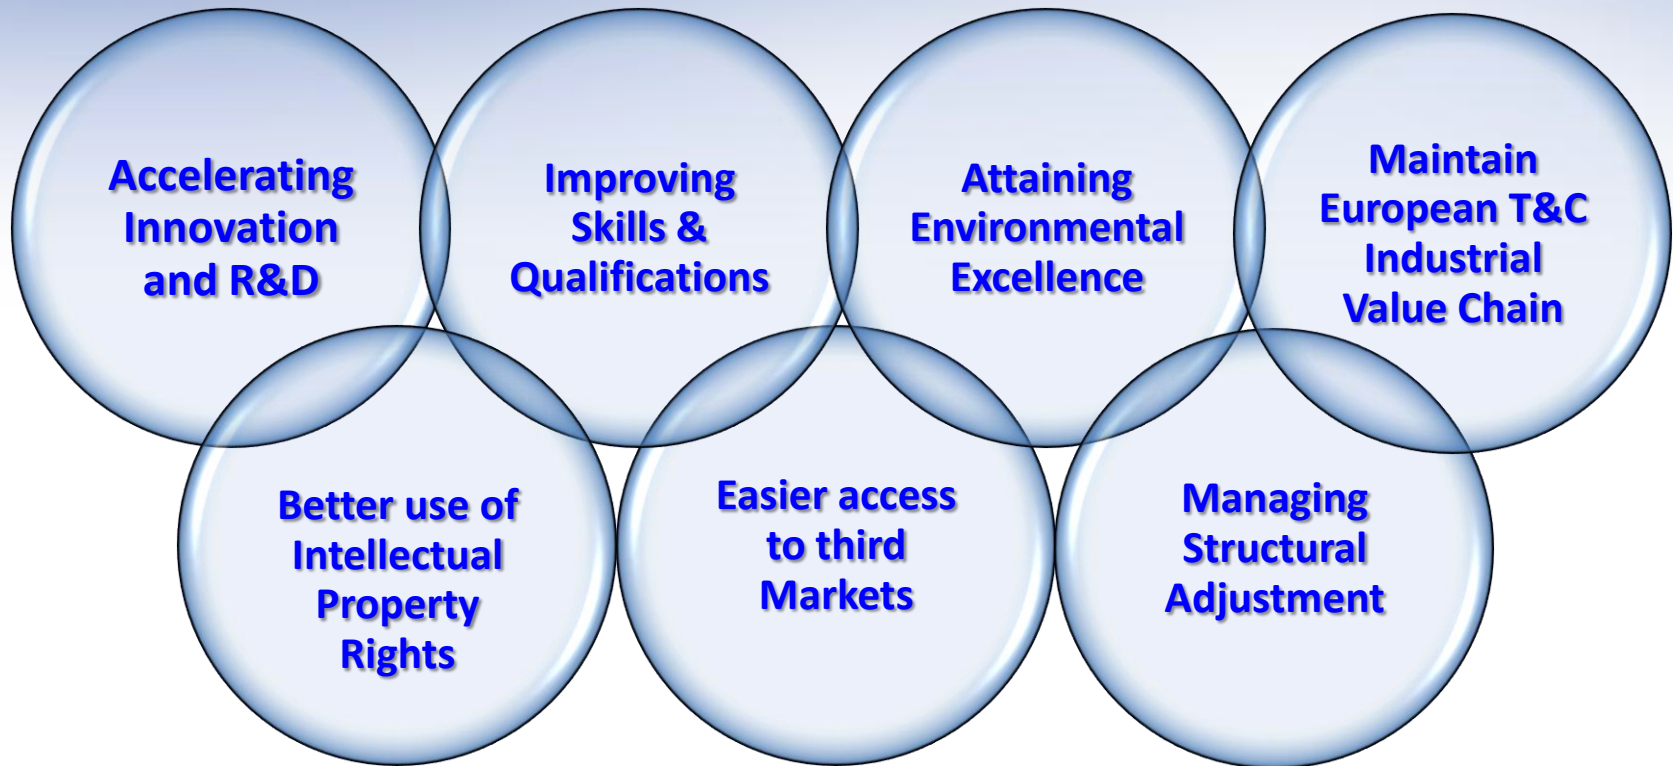 Accelerating
Innovation
and R&D
Improving
Skills &
Qualifications
Attaining
Environmental
Excellence
Maintain
European T&C
Industrial
Value Chain
Better use of
Intellectual
Property
Rights
Easier access
to third
Markets
Managing
Structural
Adjustment